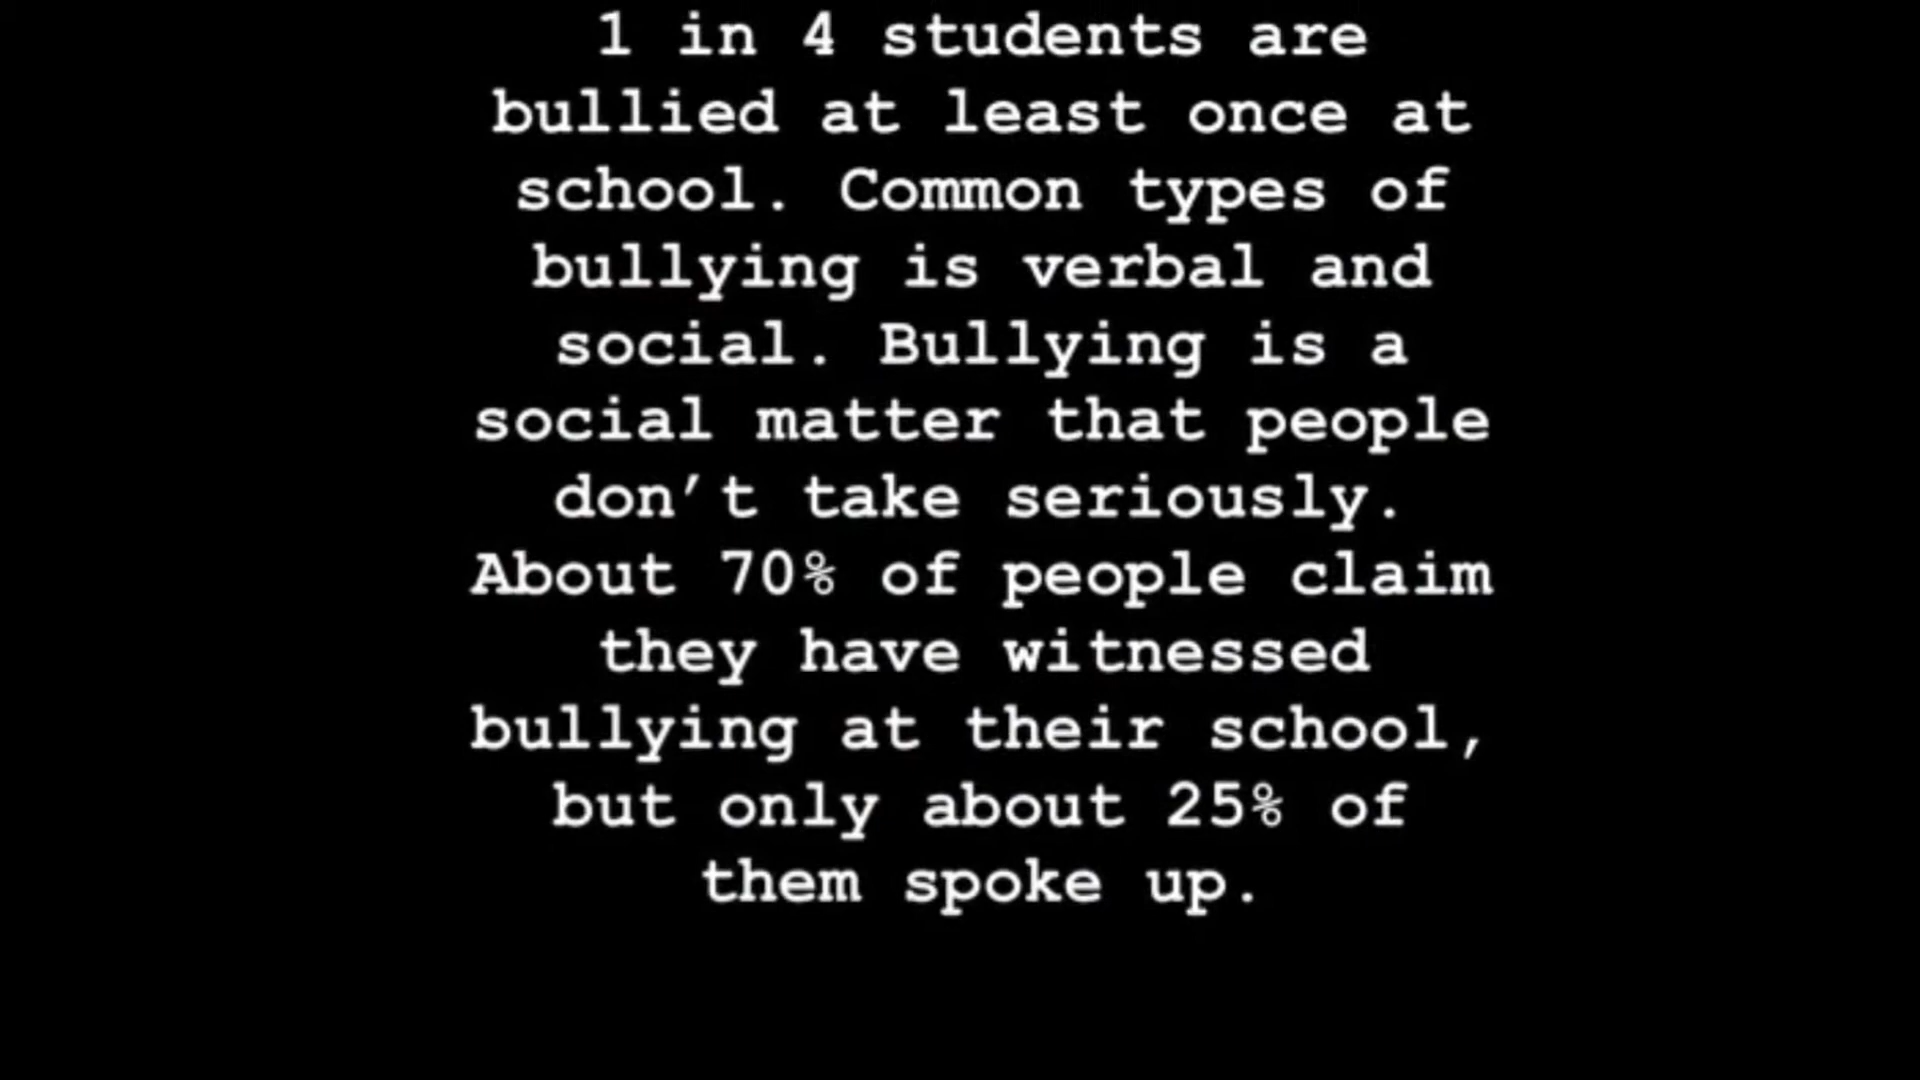 1 in 4 students are
bullied at least once at
school. Common types of
bullying is verbal and
social. Bullying is a
social matter that people
don’t take seriously.
About 70% of people claim
they have witnessed
bullying at their school,
but only about 25% of
them spoke up.